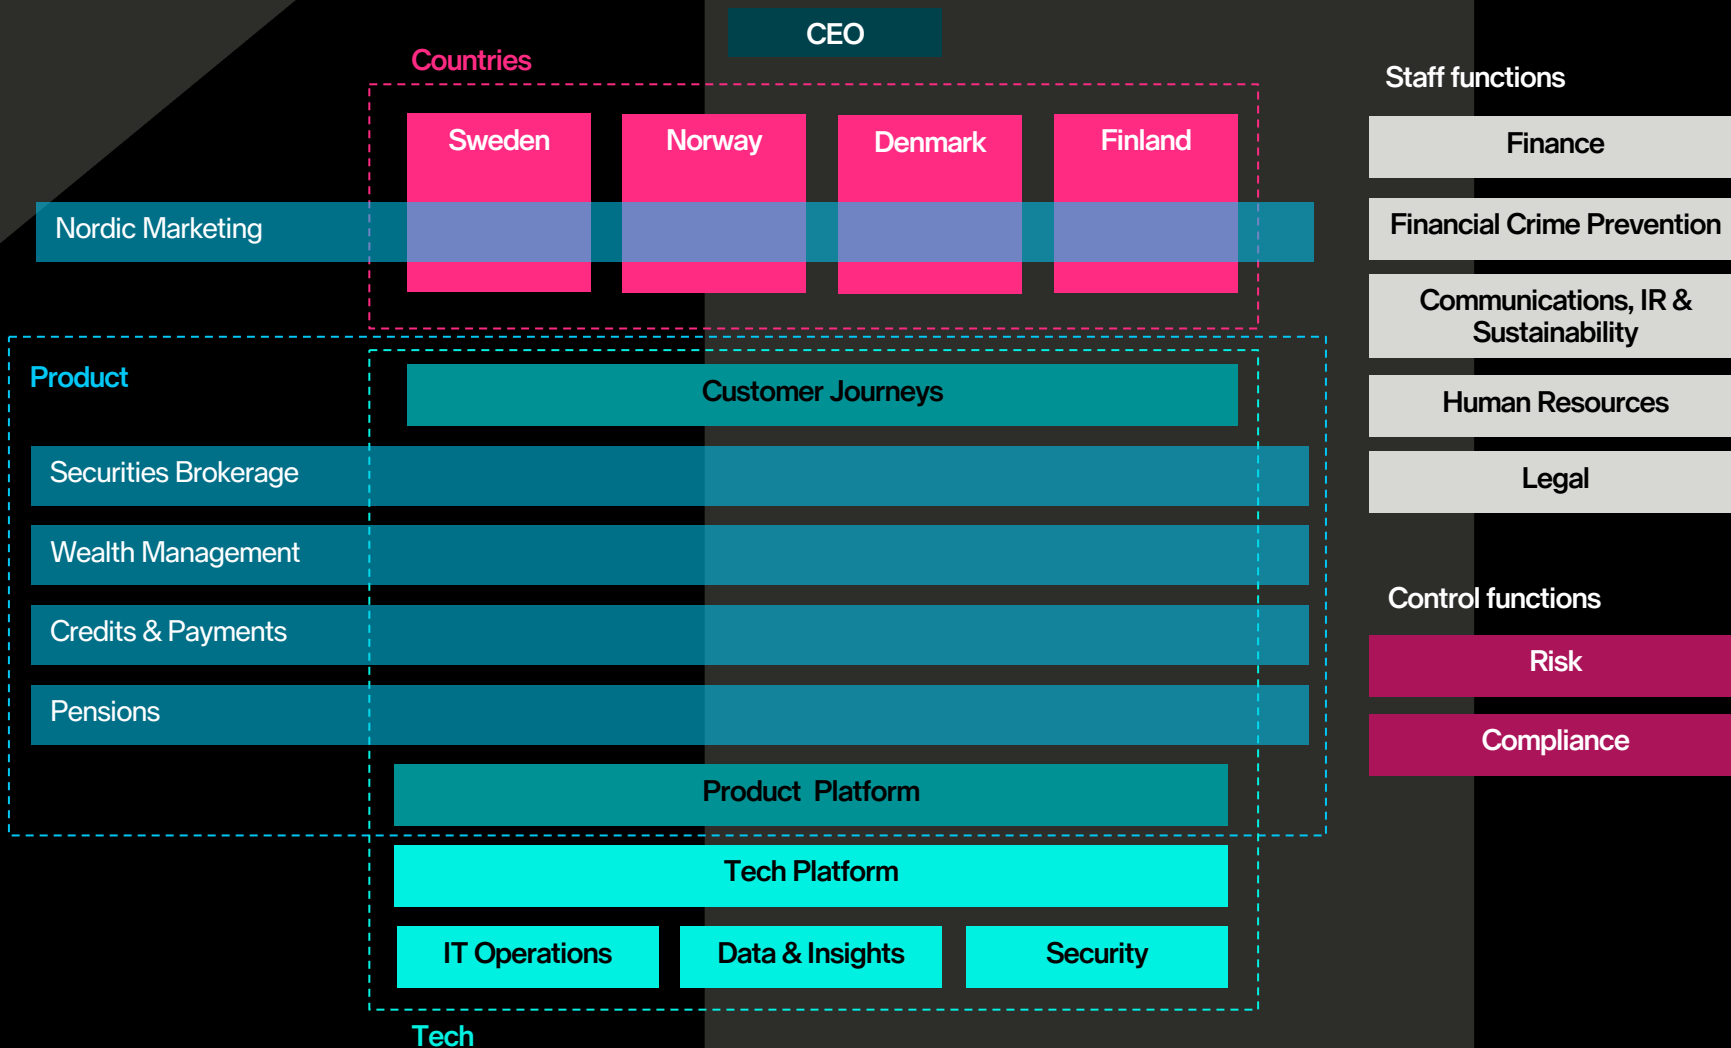 CEO
Countries
Sweden
Norway
Denmark
Finland
Nordic Marketing
Product
Customer Journeys
Securities Brokerage
Wealth Management
Credits & Payments
Pensions
Product Platform
Tech Platform
IT Operations
Data & Insights
Security
Tech
Staff functions
Finance
Financial Crime Prevention
Communications, IR &
Sustainability
Human Resources
Legal
Control functions
Risk
Compliance